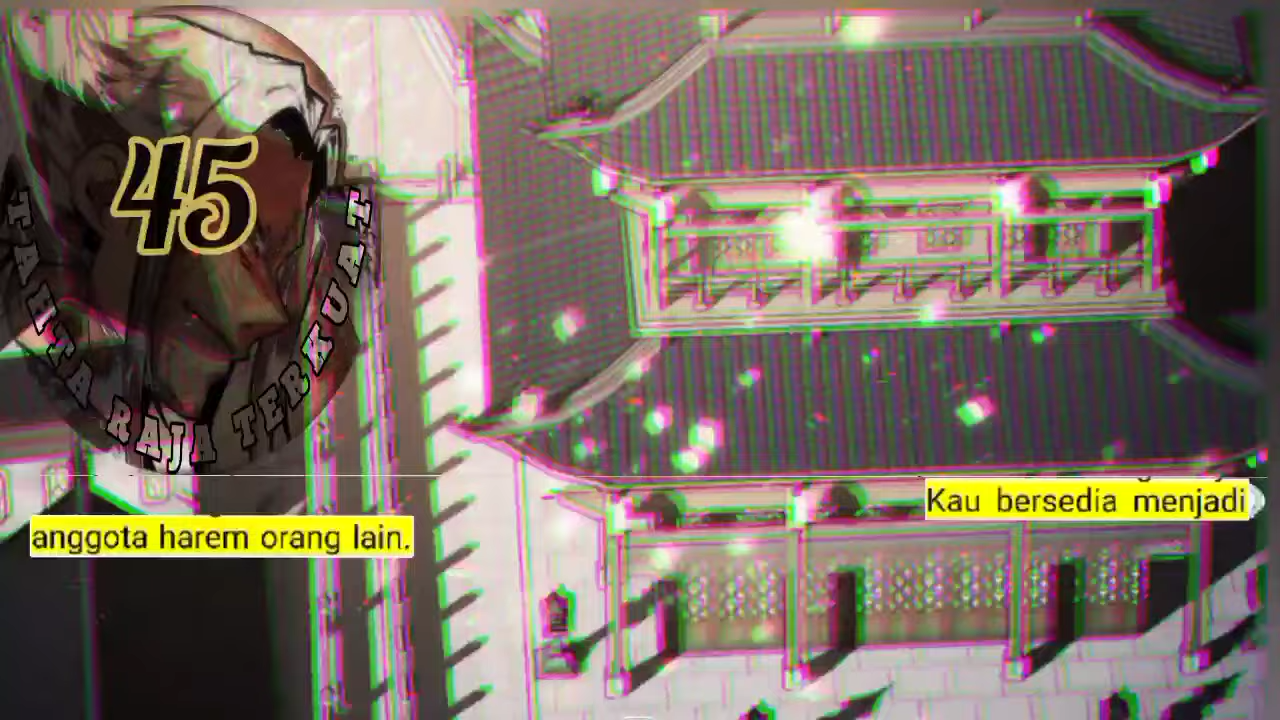 45
TAHTA RAJA TERKUAT
Kau bersedia menjadi
anggota harem orang lain.